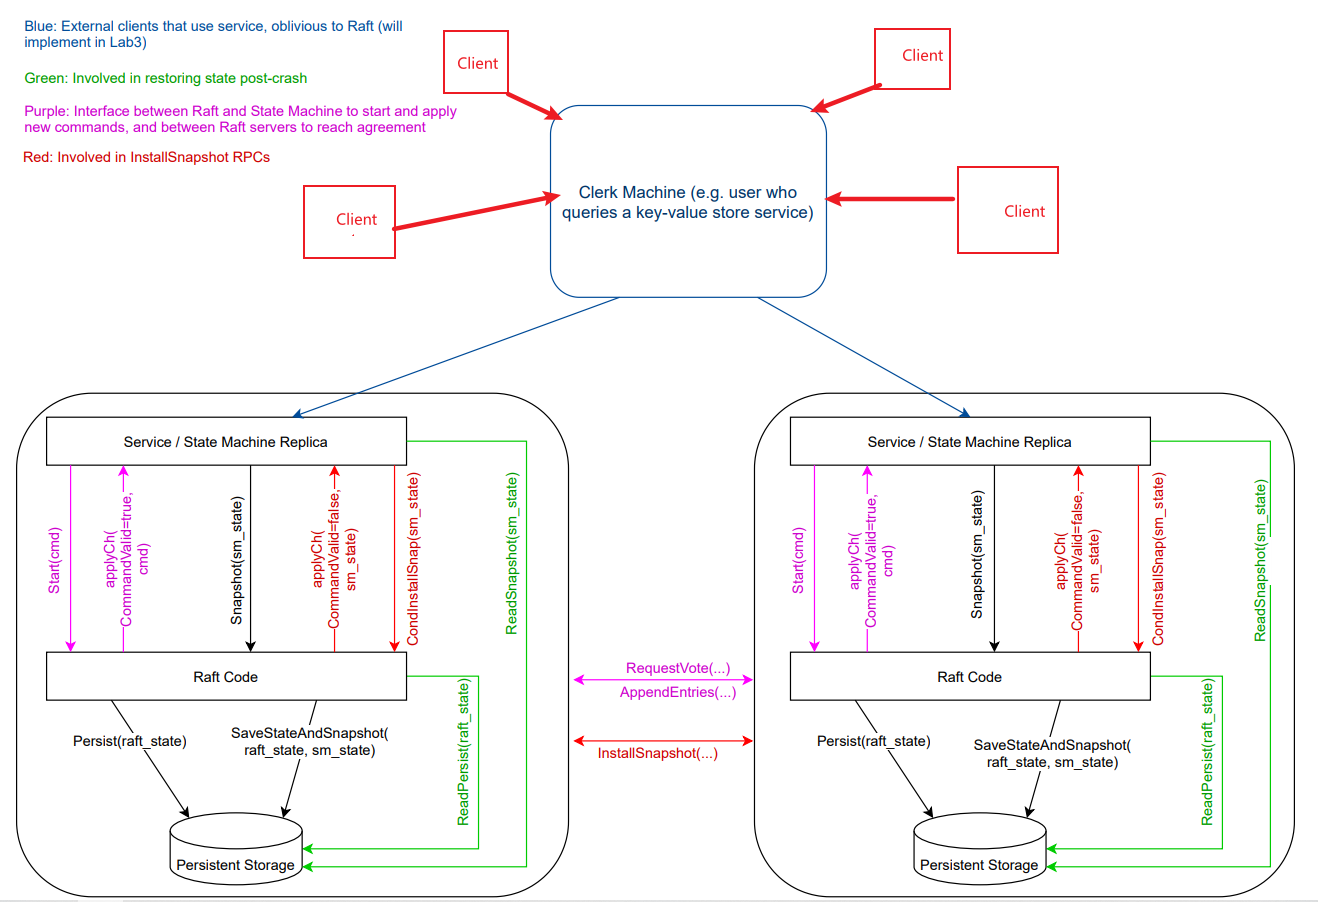 Blue: External clients that use service, oblivious to Raft (will
implement in Lab3)
Green: Involved in restoring state post-crash
Purple: Interface between Raft and State Machine to start and apply
new commands, and between Raft servers to reach agreement
Red: Involved in InstallSnapshot RPCs
Client
Client
Client
.
Client
Clerk Machine (e.g. user who
queries a key-value store service)
Service / State Machine Replica
Start(cmd)
applyCh(
CommandValid=true,
cmd)
Snapshot(sm_state)
applyCh(
CommandValid=false,
sm_state)
CondInstallSnap(sm_state)
ReadSnapshot(sm_state)
Raft Code
Persist(raft_state)
SaveStateAndSnapshot(
raft_state, sm_state)
ReadPersist(raft_state)
Persistent Storage
RequestVote(...)
AppendEntries(...)
InstallSnapshot(...)
Service / State Machine Replica
Start(cmd)
applyCh(
CommandValid=true,
cmd)
Snapshot(sm_state)
applyCh(
CommandValid=false,
sm_state)
CondInstallSnap(sm_state)
ReadSnapshot(sm_state)
Raft Code
Persist(raft_state)
SaveStateAndSnapshot(
raft_state, sm_state)
ReadPersist(raft_state)
Persistent Storage